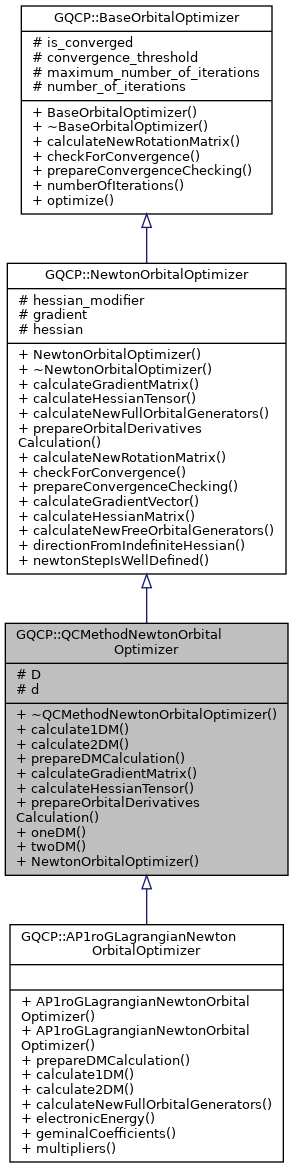 GQCP::BaseOrbitalOptimizer
# is_converged
# convergence_threshold
# maximum_number_of_iterations
# number_of_iterations
+ BaseOrbitalOptimizer()
+ ~BaseOrbitalOptimizer()
+ calculateNewRotationMatrix()
+ checkForConvergence()
+ prepareConvergenceChecking()
+ numberOfIterations()
+ optimize()
GQCP::NewtonOrbitalOptimizer
# hessian_modifier
# gradient
# hessian
+ NewtonOrbitalOptimizer()
+ ~NewtonOrbitalOptimizer()
+ calculateGradientMatrix()
+ calculateHessianTensor()
+ calculateNewFullOrbitalGenerators()
+ prepareOrbitalDerivatives
Calculation()
+ calculateNewRotationMatrix()
+ checkForConvergence()
+ prepareConvergenceChecking()
+ calculateGradientVector()
+ calculateHessianMatrix()
+ calculateNewFreeOrbitalGenerators()
+ directionFromIndefiniteHessian()
+ newtonStepIsWellDefined()
GQCP::QCMethodNewtonOrbital
Optimizer
# D
# d
+ ~QCMethodNewtonOrbitalOptimizer()
+ calculate1DM()
+ calculate2DM()
+ prepareDMCalculation()
+ calculateGradientMatrix()
+ calculateHessianTensor()
+ prepareOrbitalDerivatives
Calculation()
+ oneDM()
+ twoDM()
+ NewtonOrbitalOptimizer()
GQCP::AP1roGLagrangianNewton
OrbitalOptimizer
+ AP1roGLagrangianNewtonOrbital
Optimizer()
+ AP1roGLagrangianNewtonOrbital
Optimizer()
+ prepareDMCalculation()
+ calculate1DM()
+ calculate2DM()
+ calculateNewFullOrbitalGenerators()
+ electronicEnergy()
+ geminalCoefficients()
+ multipliers()